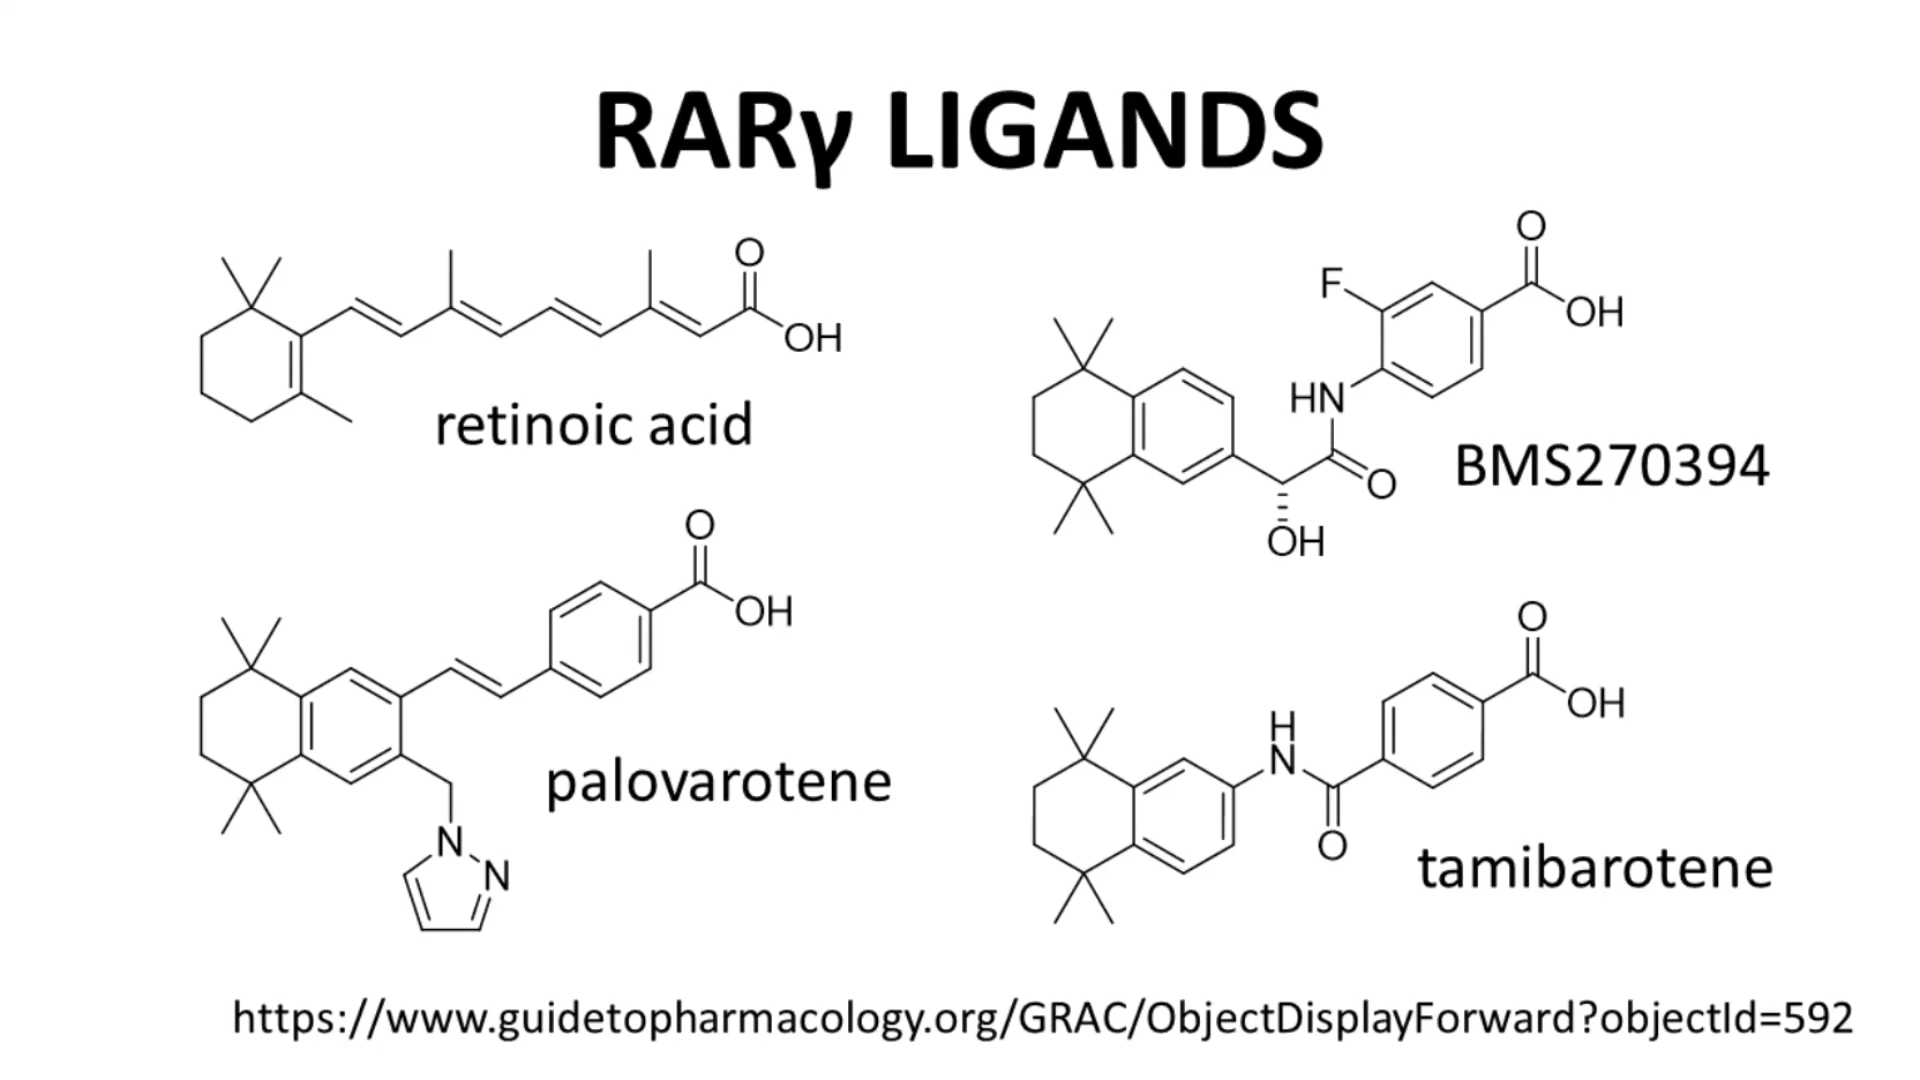 RARγ LIGANDS
O
OH
retinoic acid
O
F
OH
HN
O
OH
BMS270394
O
OH
N
N
palovarotene
O
OH
H
N
O
tamibarotene
https://www.guidetopharmacology.org/GRAC/ObjectDisplayForward?objectId=592